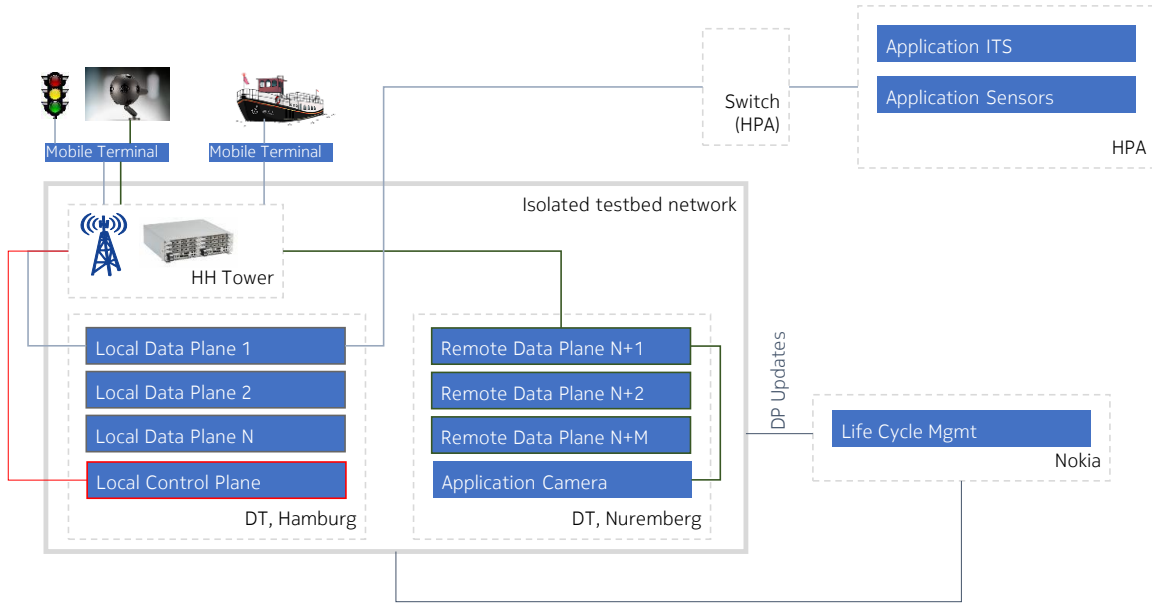 Application ITS
Application Sensors
HPA
Switch
(HPA)
Mobile Terminal
Mobile Terminal
Isolated testbed network
HH Tower
Local Data Plane 1
Local Data Plane 2
Local Data Plane N
Local Control Plane
DT, Hamburg
Remote Data Plane N+1
Remote Data Plane N+2
Remote Data Plane N+M
Application Camera
DT, Nuremberg
DP Updates
Life Cycle Mgmt
Nokia